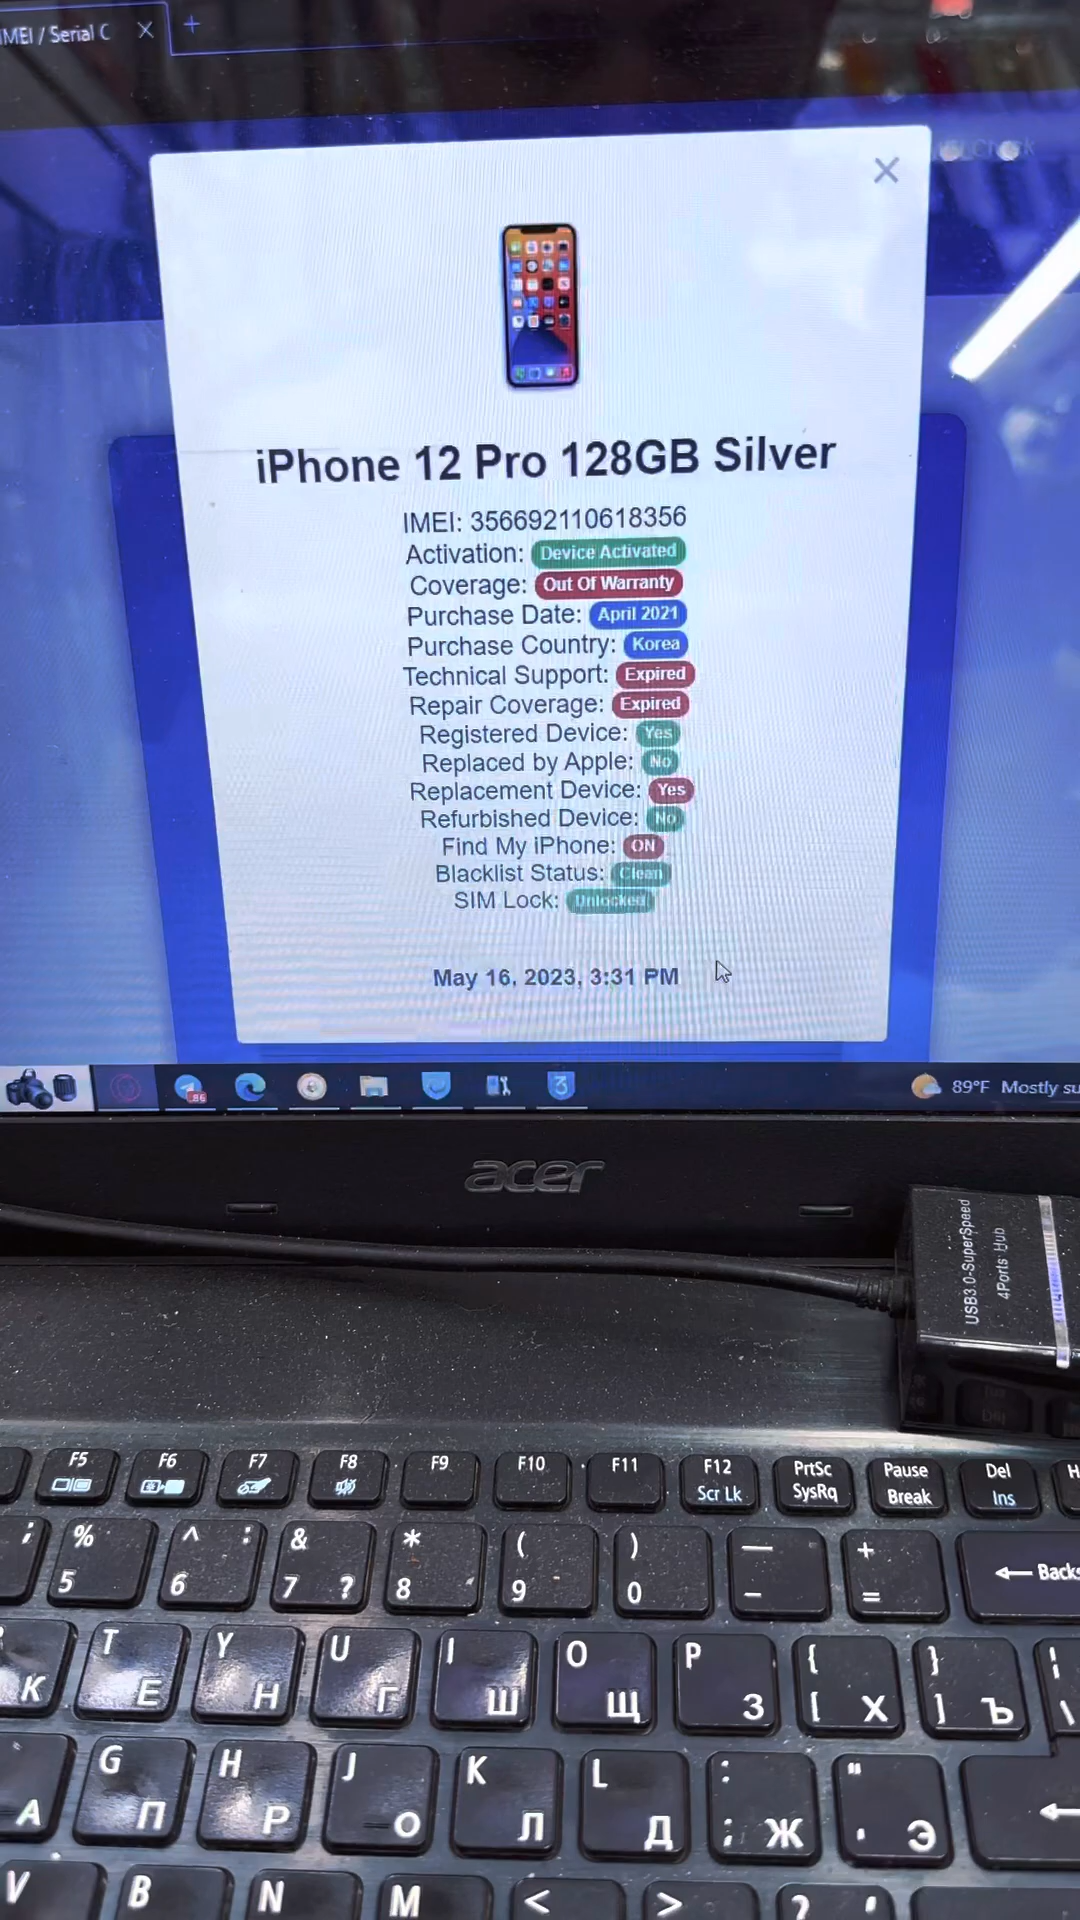 IMEI / Serial C
iPhone 12 Pro 128GB Silver
IMEI: 356692110618356
Activation: Device Activated
Coverage: Out Of Warranty
Purchase Date: April 2021
Purchase Country: Korea
Technical Support: Expired
Repair Coverage: Expired
Registered Device: Yes
Replaced by Apple: No
Replacement Device: Yes
Refurbished Device: No
Find My iPhone: ON
Blacklist Status: Clean
SIM Lock: Unlocked
May 16, 2023, 3:31 PM
86
3
89°F Mostly su
acer
USB3.0-SuperSpeed
4Ports Hub
F5 F6 F7 F8 F9 F10 F11 F12 PrtSc Pause Del
Scr Lk SysRq Break Ins
; % ^ : & * ( ) — +
5 6 7 ? 8 9 0 - = ← Backs
T Y U I O P { }
К Е Н Г Ш Щ З [ Х ] Ъ \
G H J K L : "
А П Р О Л Д ; Ж ' Э ←
V B N M < > ? '